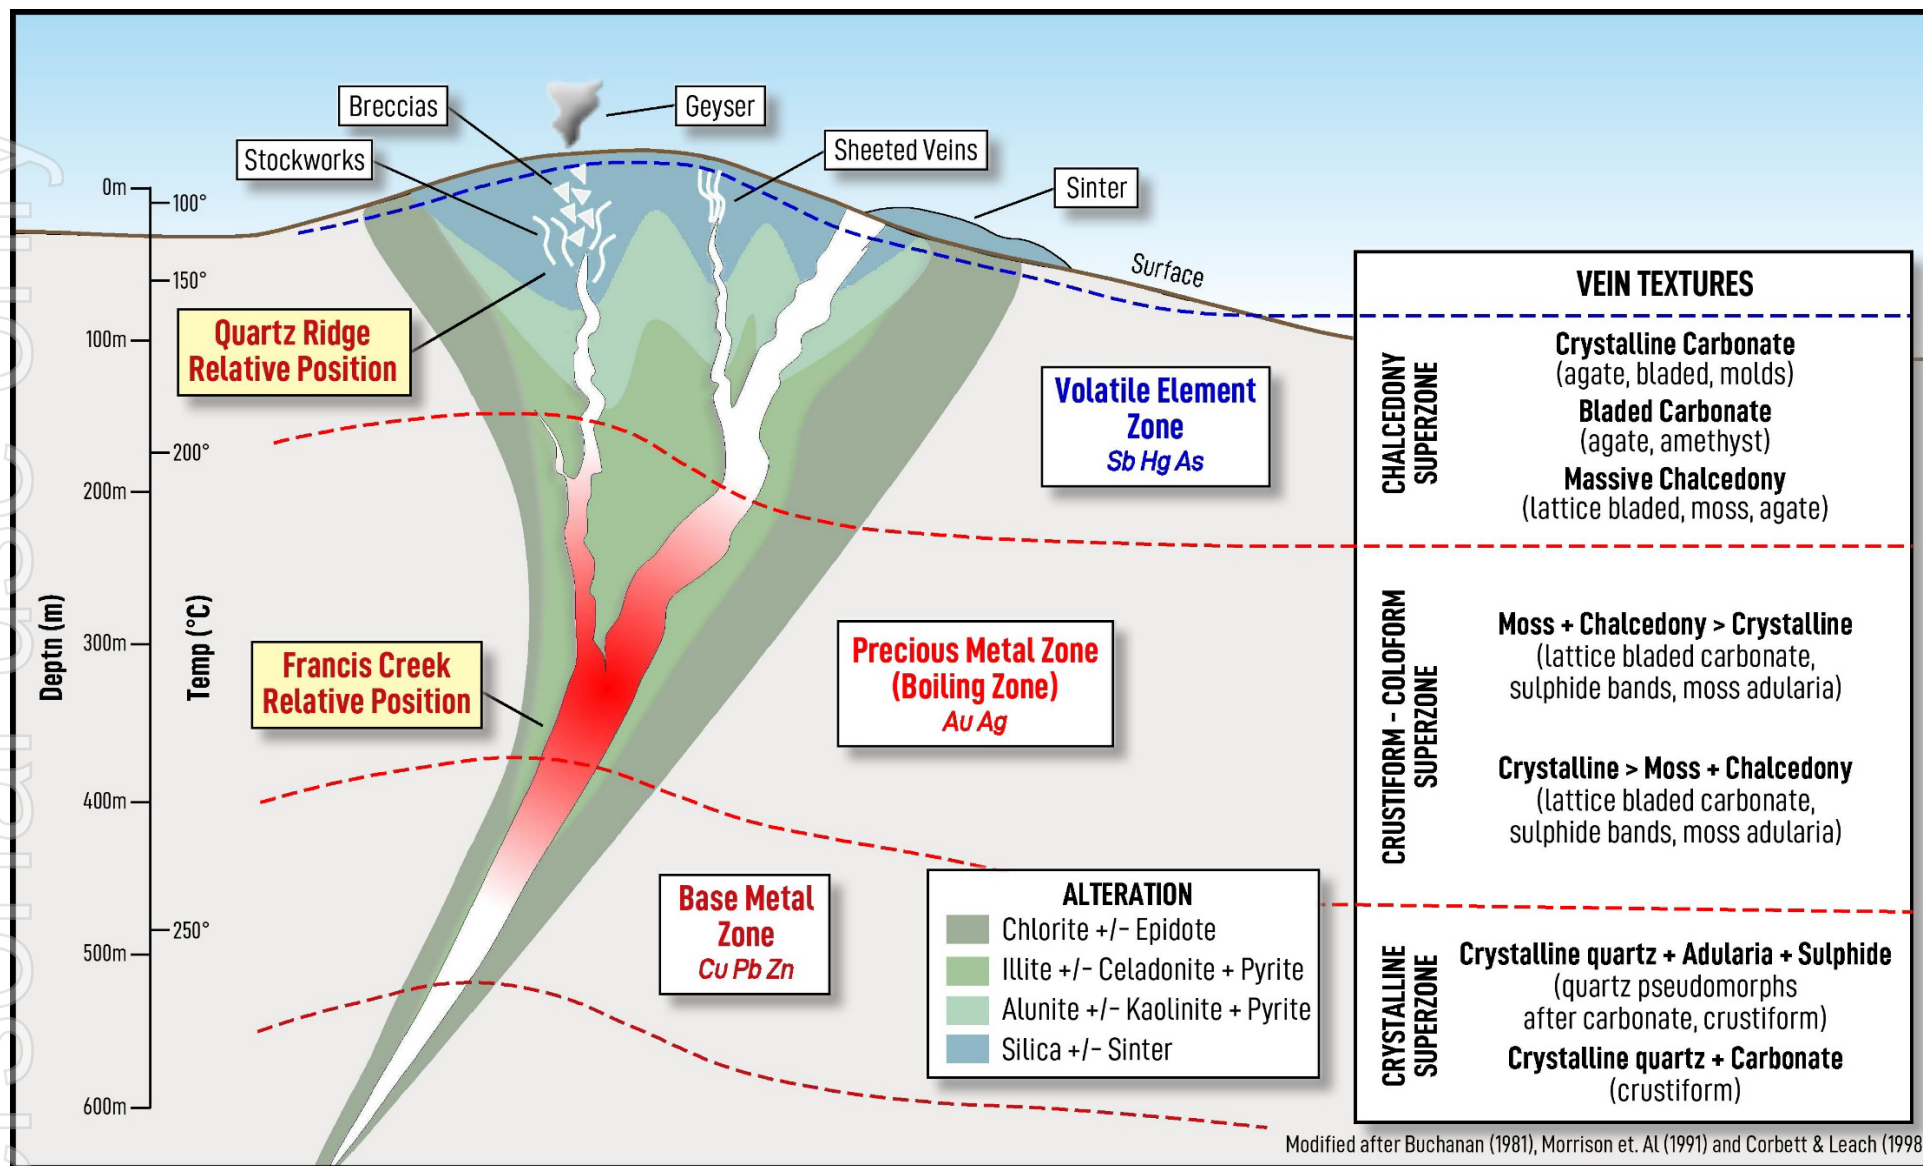 Breccias
Geyser
Stockworks
Sheeted Veins
Sinter
0m
100°
150°
100m
200°
200m
300m
400m
250°
500m
600m
Deptn (m)
Temp (°C)
Surface
Quartz Ridge
Relative Position
Francis Creek
Relative Position
Volatile Element
Zone
Sb Hg As
Precious Metal Zone
(Boiling Zone)
Au Ag
Base Metal
Zone
Cu Pb Zn
ALTERATION
Chlorite +/- Epidote
Illite +/- Celadonite + Pyrite
Alunite +/- Kaolinite + Pyrite
Silica +/- Sinter
VEIN TEXTURES
CHALCEDONY
SUPERZONE
Crystalline Carbonate
(agate, bladed, molds)
Bladed Carbonate
(agate, amethyst)
Massive Chalcedony
(lattice bladed, moss, agate)
CRUSTIFORM - COLOFORM
SUPERZONE
Moss + Chalcedony > Crystalline
(lattice bladed carbonate,
sulphide bands, moss adularia)
Crystalline > Moss + Chalcedony
(lattice bladed carbonate,
sulphide bands, moss adularia)
CRYSTALLINE
SUPERZONE
Crystalline quartz + Adularia + Sulphide
(quartz pseudomorphs
after carbonate, crustiform)
Crystalline quartz + Carbonate
(crustiform)
Modified after Buchanan (1981), Morrison et. Al (1991) and Corbett & Leach (1998